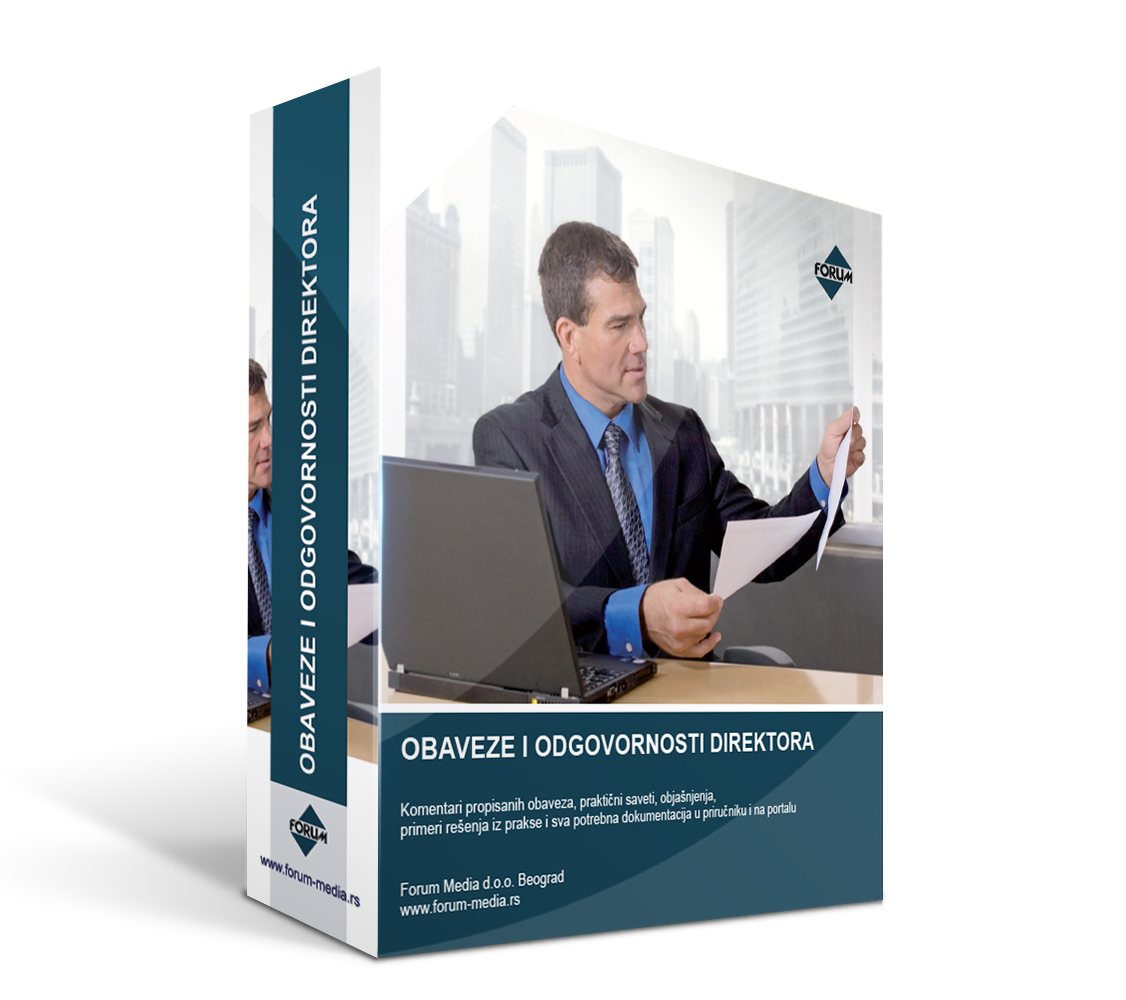 OBAVEZE I ODGOVORNOSTI DIREKTORA
FORUM
www.forum-media.rs
FORUM
OBAVEZE I ODGOVORNOSTI DIREKTORA
Komentari propisanih obaveza, praktični saveti, objašnjenja,
primeri rešenja iz prakse i sva potrebna dokumentacija u priručniku i na portalu
Forum Media d.o.o. Beograd
www.forum-media.rs